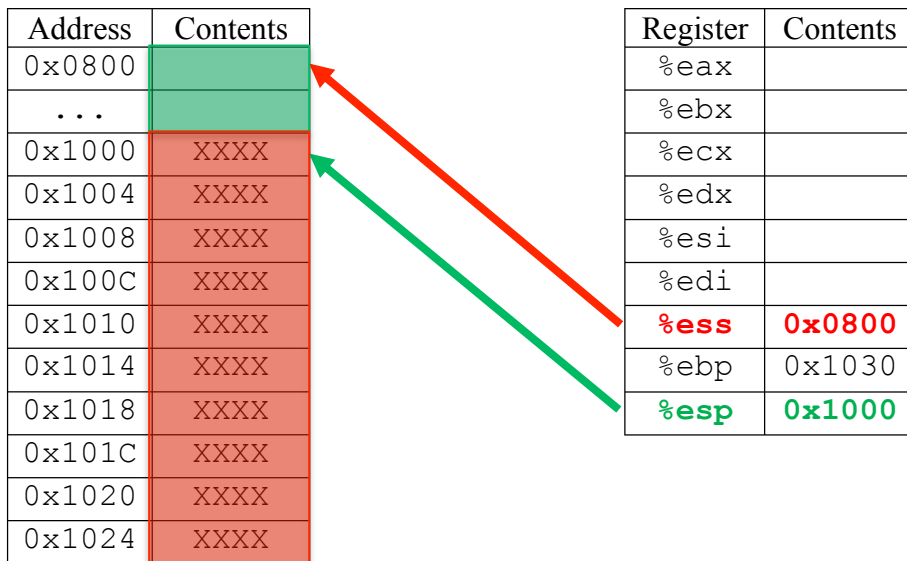 Address Contents
0x0800
...
0x1000 XXXX
0x1004 XXXX
0x1008 XXXX
0x100C XXXX
0x1010 XXXX
0x1014 XXXX
0x1018 XXXX
0x101C XXXX
0x1020 XXXX
0x1024 XXXX
Register Contents
%eax
%ebx
%ecx
%edx
%esi
%edi
%ess 0x0800
%ebp 0x1030
%esp 0x1000